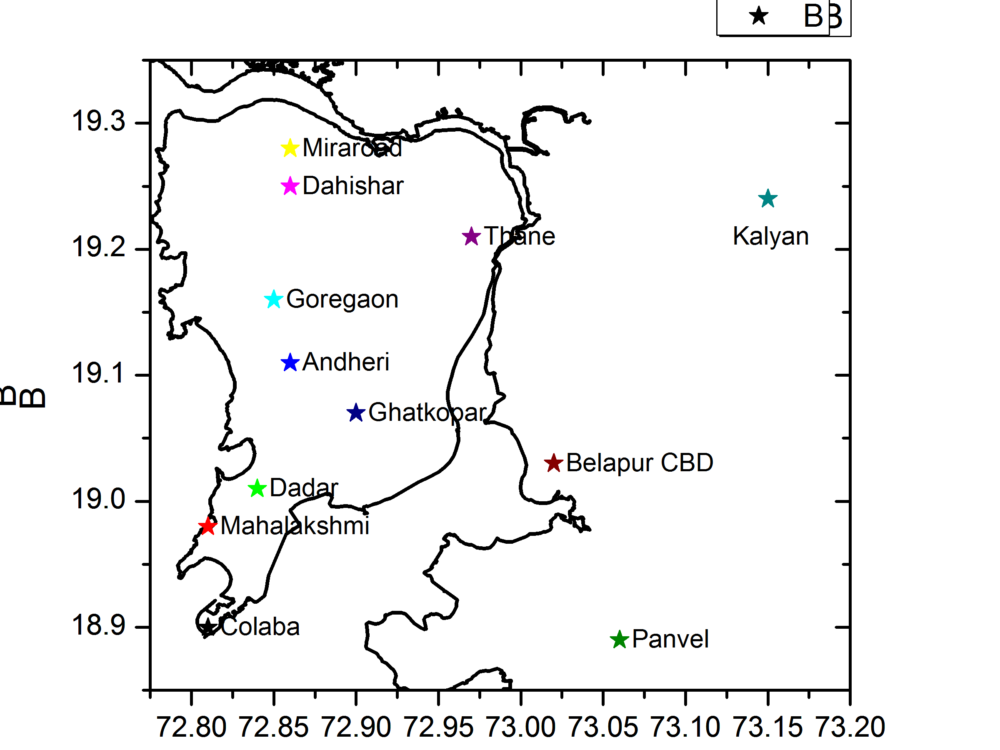 B B
19.3
19.2
19.1
19.0
18.9
B
B
Miraroad
Dahishar
Thane
Kalyan
Goregaon
Andheri
Ghatkopar
Belapur CBD
Dadar
Mahalakshmi
Colaba
Panvel
72.80 72.85 72.90 72.95 73.00 73.05 73.10 73.15 73.20